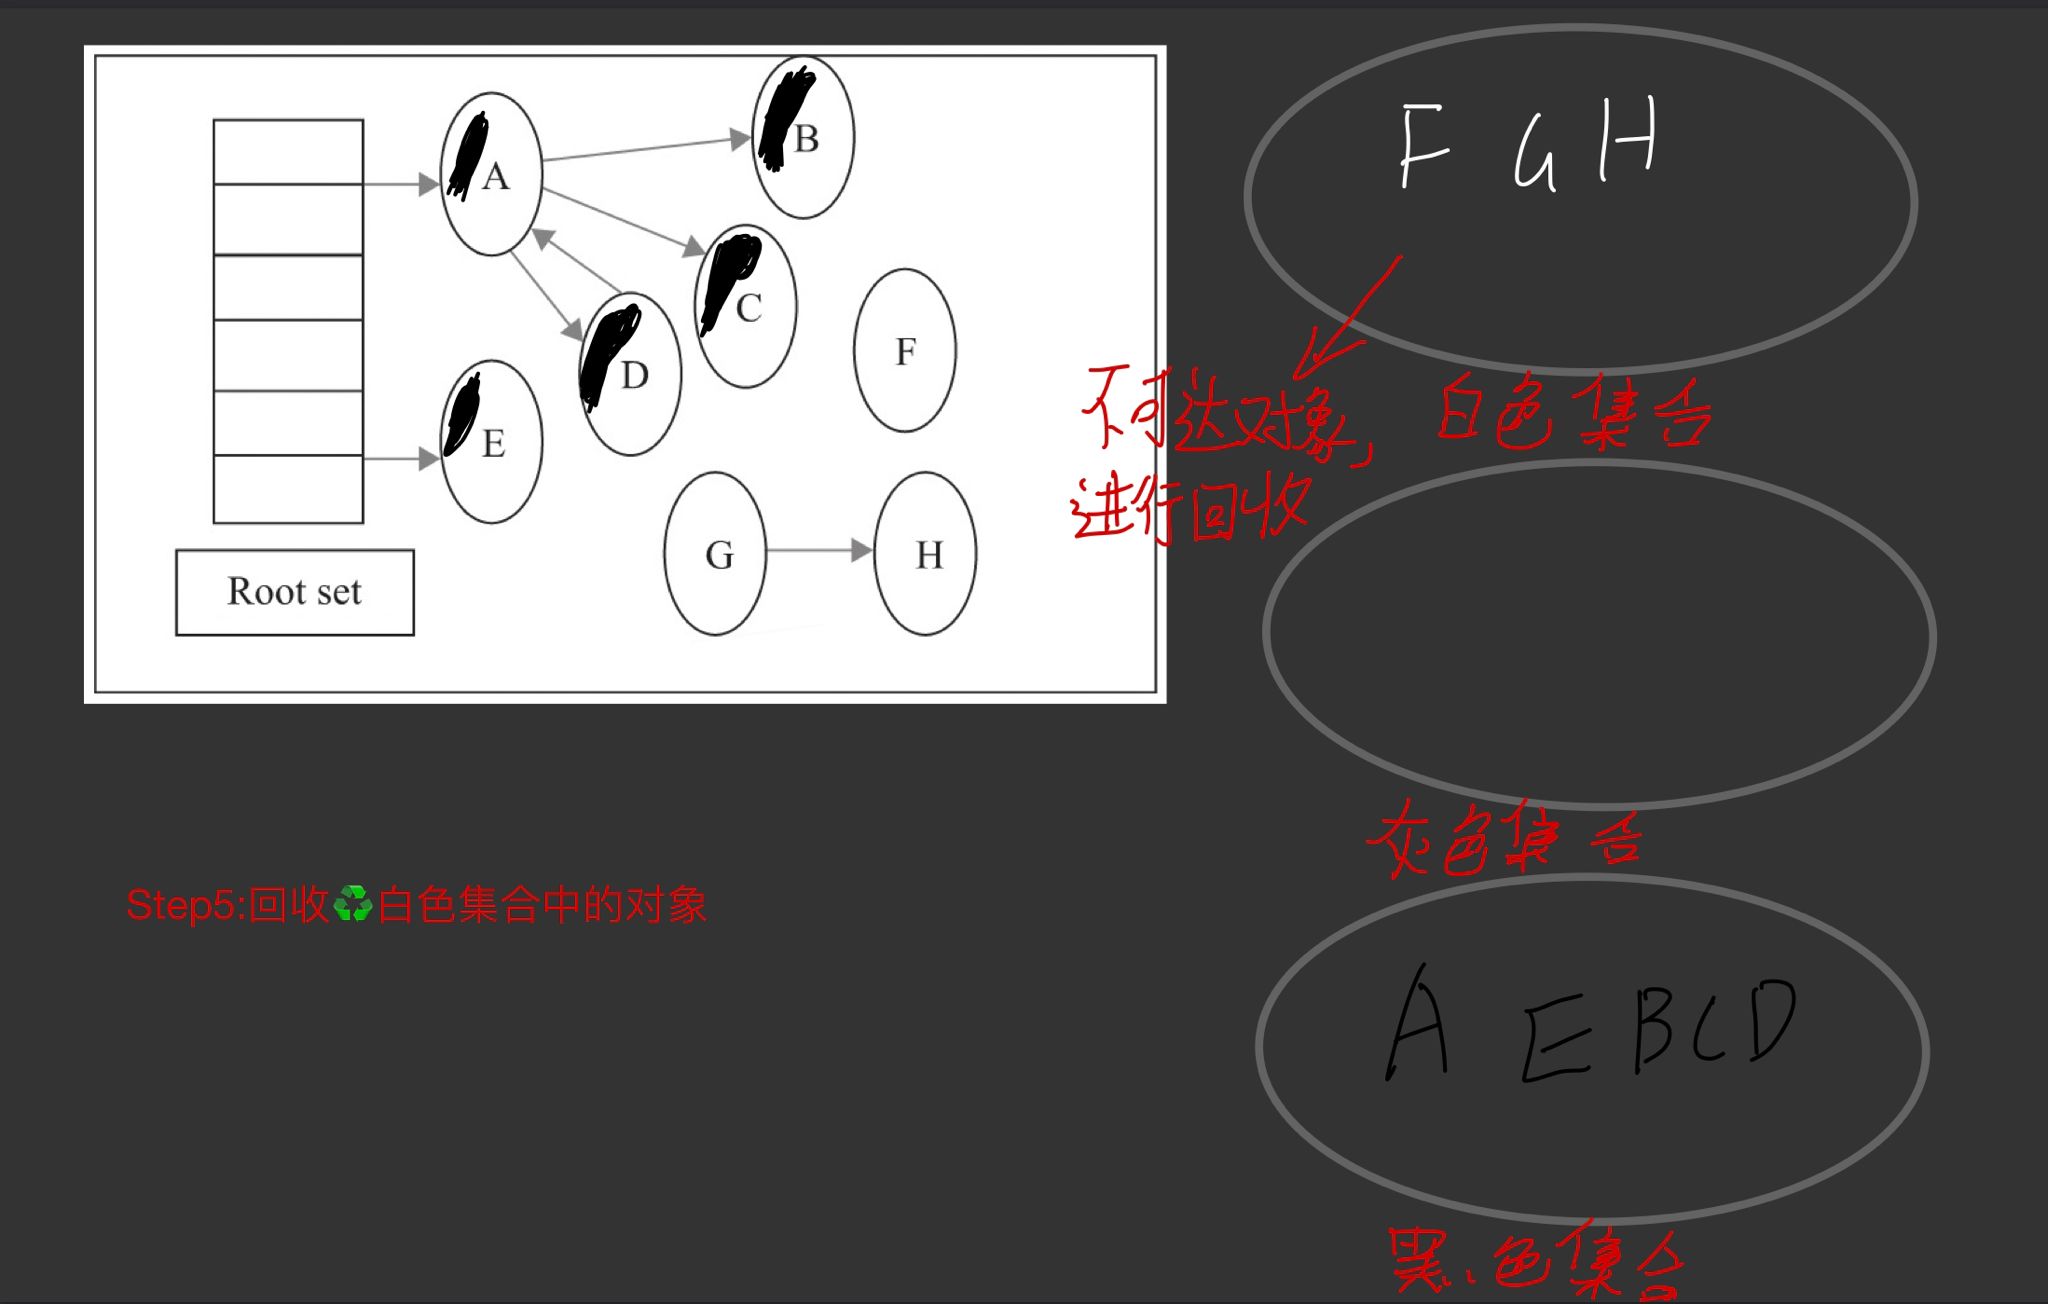 A
B
C
D
E
F
G
H
Root set
F G H
不可达对象,
进行回收
白色集合
灰色集合
Step5:回收♻️白色集合中的对象
A E B C D
黑色集合